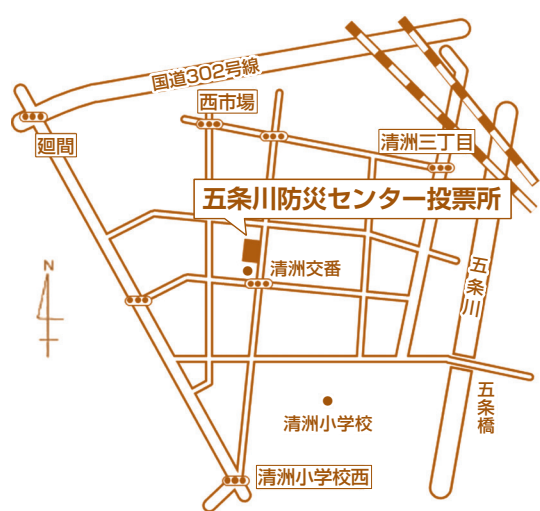 国道302号線
西市場
廻間
清洲三丁目
五条川防災センター投票所
清洲交番
N
五条川
五条橋
清洲小学校
清洲小学校西